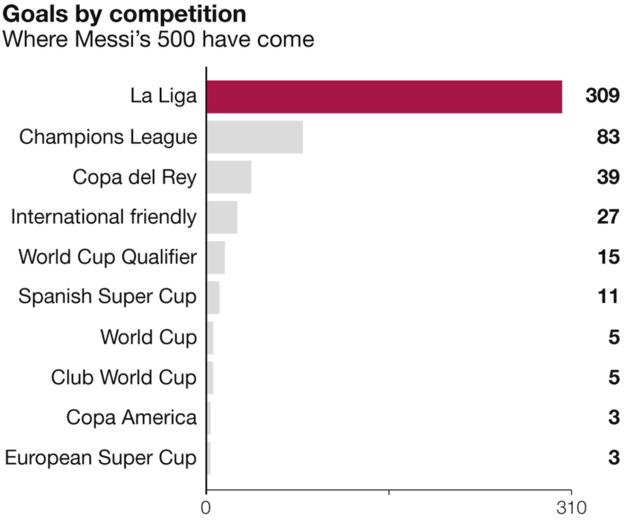 Goals by competition
Where Messi’s 500 have come
La Liga 309
Champions League 83
Copa del Rey 39
International friendly 27
World Cup Qualifier 15
Spanish Super Cup 11
World Cup 5
Club World Cup 5
Copa America 3
European Super Cup 3
0 310